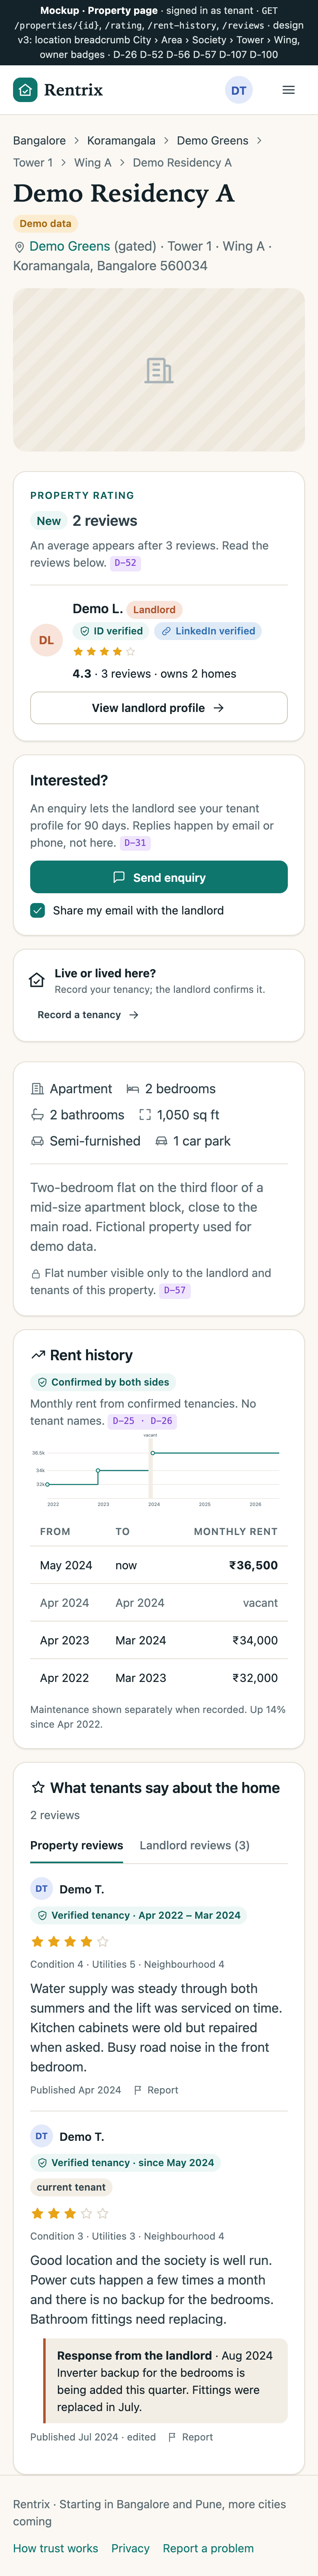 Mockup · Property page · signed in as tenant · GET
/properties/{id}, /rating, /rent-history, /reviews · design
v3: location breadcrumb City › Area › Society › Tower › Wing,
owner badges · D-26 D-52 D-56 D-57 D-107 D-100
Rentrix
DT
Bangalore > Koramangala > Demo Greens >
Tower 1 > Wing A > Demo Residency A
Demo Residency A
Demo data
Demo Greens (gated) · Tower 1 · Wing A ·
Koramangala, Bangalore 560034
PROPERTY RATING
New 2 reviews
An average appears after 3 reviews. Read the
reviews below. D-52
DL
Demo L. Landlord
ID verified LinkedIn verified
4.3 · 3 reviews · owns 2 homes
View landlord profile →
Interested?
An enquiry lets the landlord see your tenant
profile for 90 days. Replies happen by email or
phone, not here. D-31
Send enquiry
Share my email with the landlord
Live or lived here?
Record your tenancy; the landlord confirms it.
Record a tenancy →
Apartment 2 bedrooms
2 bathrooms 1,050 sq ft
Semi-furnished 1 car park
Two-bedroom flat on the third floor of a
mid-size apartment block, close to the
main road. Fictional property used for
demo data.
Flat number visible only to the landlord and
tenants of this property. D-57
Rent history
Confirmed by both sides
Monthly rent from confirmed tenancies. No
tenant names. D-25 · D-26
vacant
36.5k
34k
32k
2022 2023 2024 2025 2026
FROM TO MONTHLY RENT
May 2024 now ₹36,500
Apr 2024 Apr 2024 vacant
Apr 2023 Mar 2024 ₹34,000
Apr 2022 Mar 2023 ₹32,000
Maintenance shown separately when recorded. Up 14%
since Apr 2022.
What tenants say about the home
2 reviews
Property reviews Landlord reviews (3)
DT Demo T.
Verified tenancy · Apr 2022 – Mar 2024
Condition 4 · Utilities 5 · Neighbourhood 4
Water supply was steady through both
summers and the lift was serviced on time.
Kitchen cabinets were old but repaired
when asked. Busy road noise in the front
bedroom.
Published Apr 2024 Report
DT Demo T.
Verified tenancy · since May 2024
current tenant
Condition 3 · Utilities 3 · Neighbourhood 4
Good location and the society is well run.
Power cuts happen a few times a month
and there is no backup for the bedrooms.
Bathroom fittings need replacing.
Response from the landlord · Aug 2024
Inverter backup for the bedrooms is
being added this quarter. Fittings were
replaced in July.
Published Jul 2024 · edited Report
Rentrix · Starting in Bangalore and Pune, more cities
coming
How trust works Privacy Report a problem